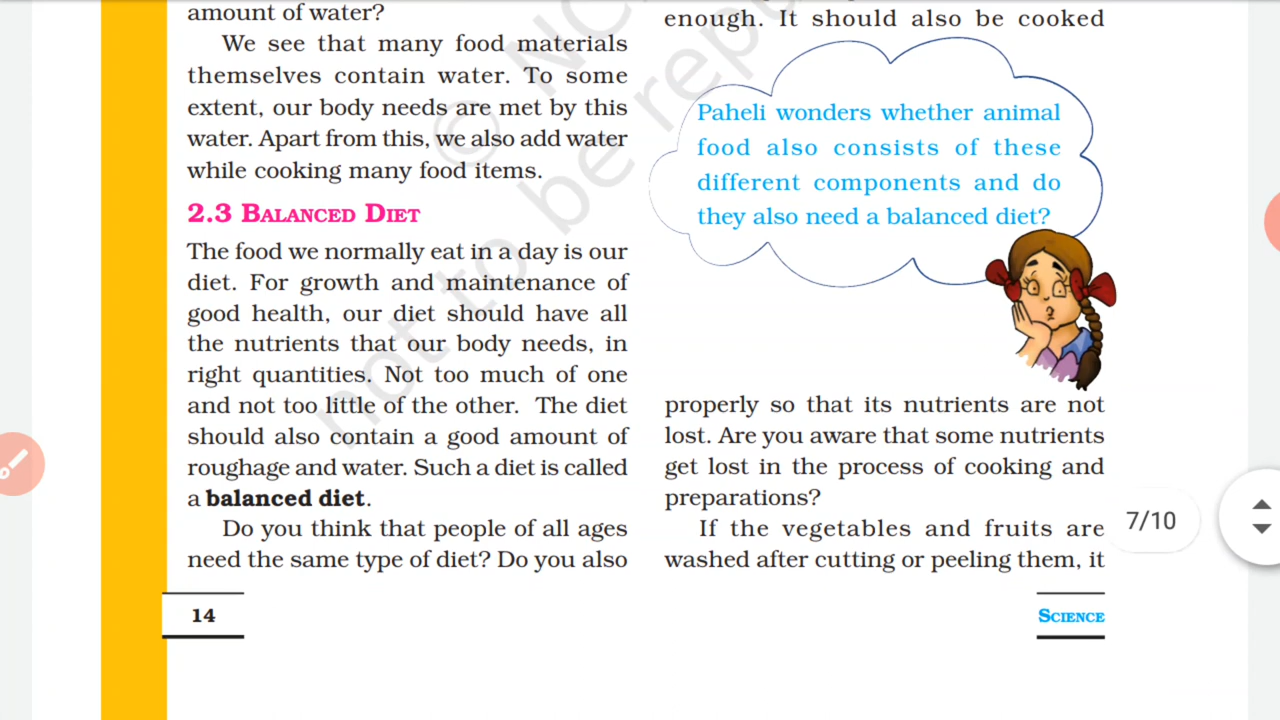 amount of water?
We see that many food materials
themselves contain water. To some
extent, our body needs are met by this
water. Apart from this, we also add water
while cooking many food items.
2.3 BALANCED DIET
The food we normally eat in a day is our
diet. For growth and maintenance of
good health, our diet should have all
the nutrients that our body needs, in
right quantities. Not too much of one
and not too little of the other. The diet
should also contain a good amount of
roughage and water. Such a diet is called
a balanced diet.
Do you think that people of all ages
need the same type of diet? Do you also
14
enough. It should also be cooked
Paheli wonders whether animal
food also consists of these
different components and do
they also need a balanced diet?
properly so that its nutrients are not
lost. Are you aware that some nutrients
get lost in the process of cooking and
preparations?
If the vegetables and fruits are
washed after cutting or peeling them, it
SCIENCE
7/10
© NC
not to be repu